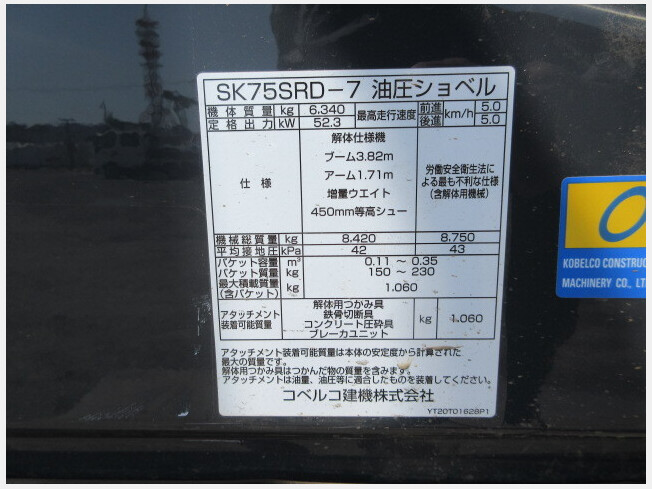 SK75SRD-7 油圧ショベル
機体質量 kg 6.340 最高走行速度 前進 km/h 5.0
定格出力 kW 52.3 後進 5.0
仕様
解体仕様機
ブーム3.82m
アーム1.71m
増量ウエイト
450mm等高シュー
労働安全衛生法に
よる最も不利な仕様
(含解体用機械)
機械総質量 kg 8.420 8.750
平均接地圧 kPa 42 43
バケット容量 m³ 0.11 ～ 0.35
バケット質量 kg 150 ～ 230
最大積載質量
(含バケット) kg 1.060
アタッチメント
装着可能質量
解体用つかみ具
鉄骨切断具
コンクリート圧砕具
ブレーカユニット
kg 1.060
アタッチメント装着可能質量は本体の安定度から計算された
最大の質量です。
解体用つかみ具はつかんだ物の質量を含みます。
アタッチメントは油量、油圧等に適合したものを装着してください。
コベルコ建機株式会社
YT20T01628P1
KOBELCO CONSTRUC
MACHINERY CO., LT